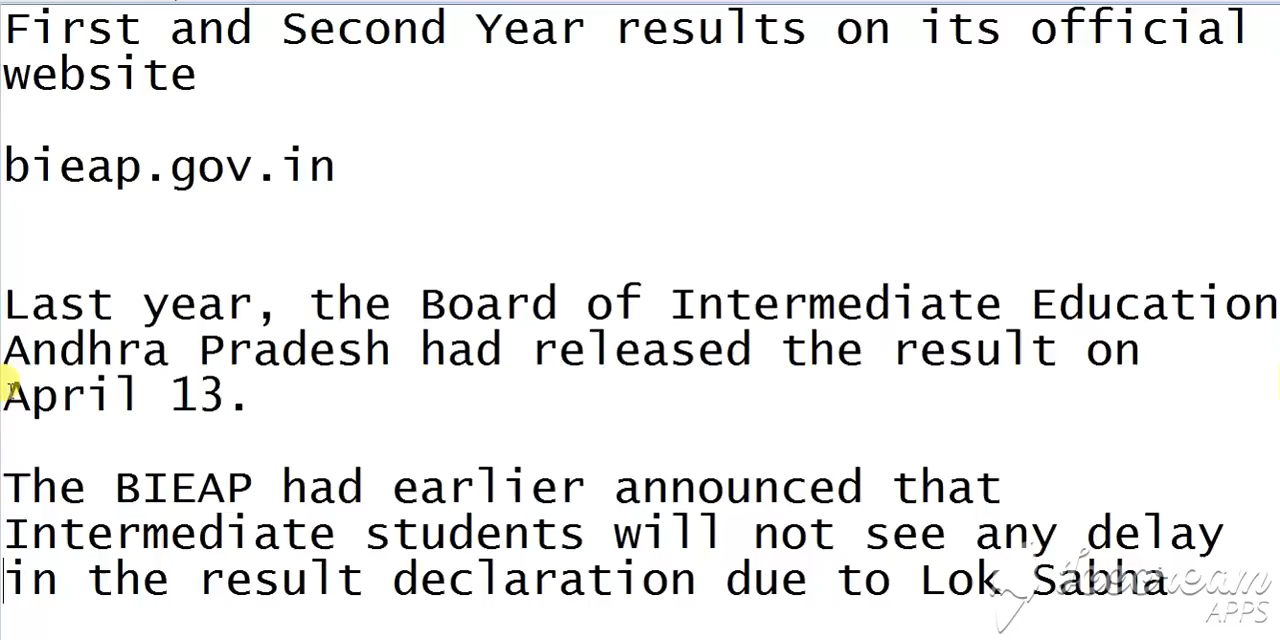 First and Second Year results on its official
website
bieap.gov.in
Last year, the Board of Intermediate Education
Andhra Pradesh had released the result on
April 13.
The BIEAP had earlier announced that
Intermediate students will not see any delay
in the result declaration due to Lok Sabha
Icecream
APPS